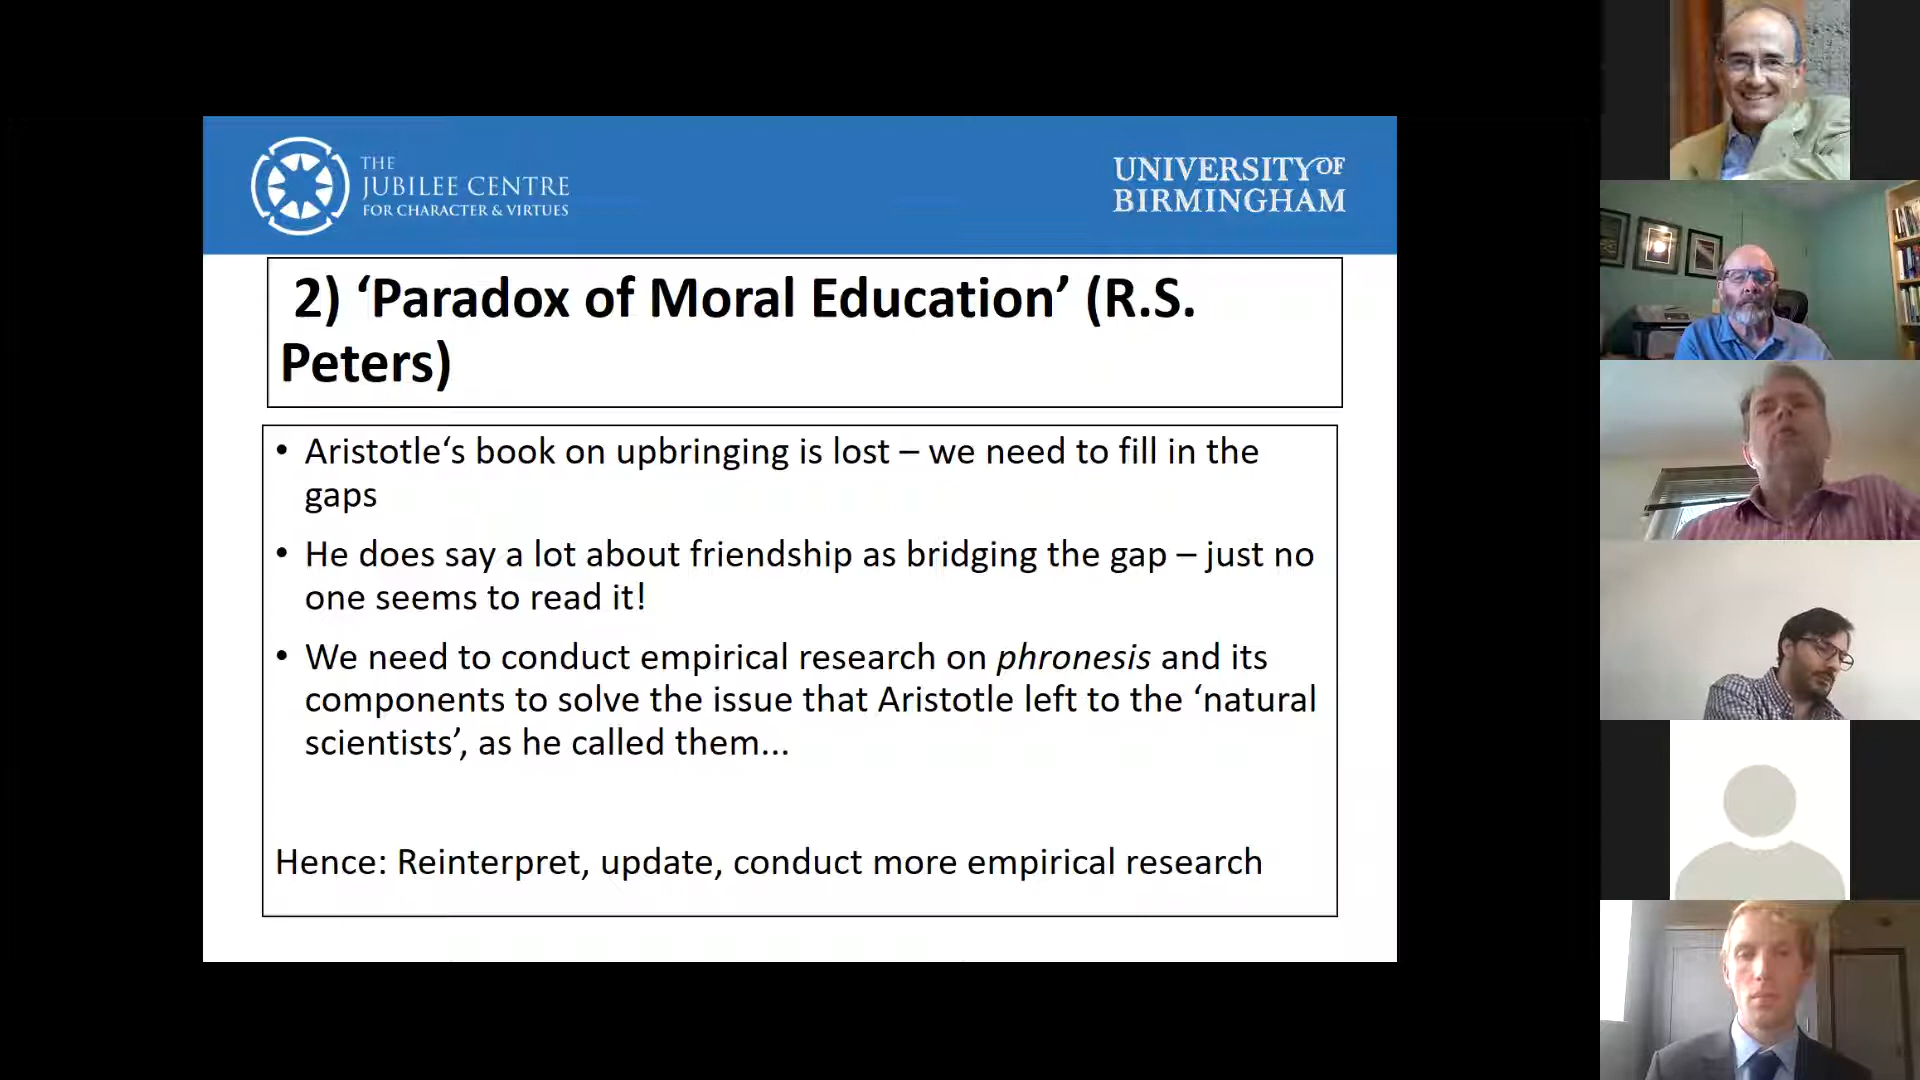 THE
JUBILEE CENTRE
FOR CHARACTER & VIRTUES
UNIVERSITY OF
BIRMINGHAM
2) ‘Paradox of Moral Education’ (R.S.
Peters)
• Aristotle‘s book on upbringing is lost – we need to fill in the
gaps
• He does say a lot about friendship as bridging the gap – just no
one seems to read it!
• We need to conduct empirical research on phronesis and its
components to solve the issue that Aristotle left to the ‘natural
scientists’, as he called them...
Hence: Reinterpret, update, conduct more empirical research